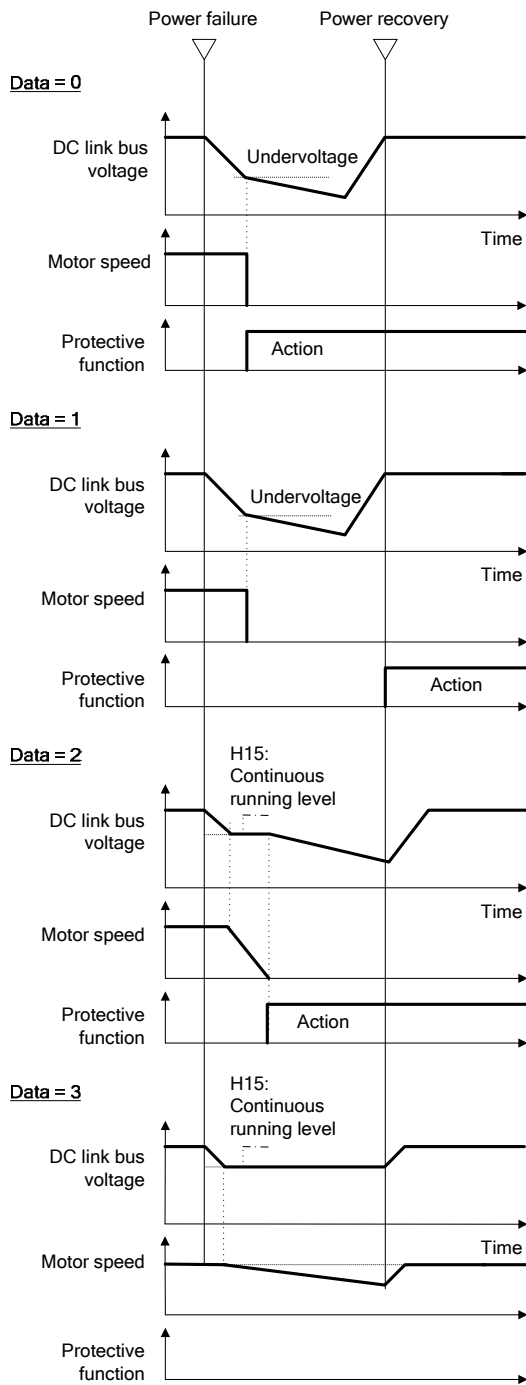 Power failure
Power recovery
Data = 0
DC link bus
voltage
Undervoltage
Time
Motor speed
Protective
function
Action
Data = 1
DC link bus
voltage
Undervoltage
Time
Motor speed
Protective
function
Action
Data = 2
H15:
Continuous
running level
DC link bus
voltage
Time
Motor speed
Protective
function
Action
Data = 3
H15:
Continuous
running level
DC link bus
voltage
Time
Motor speed
Protective
function